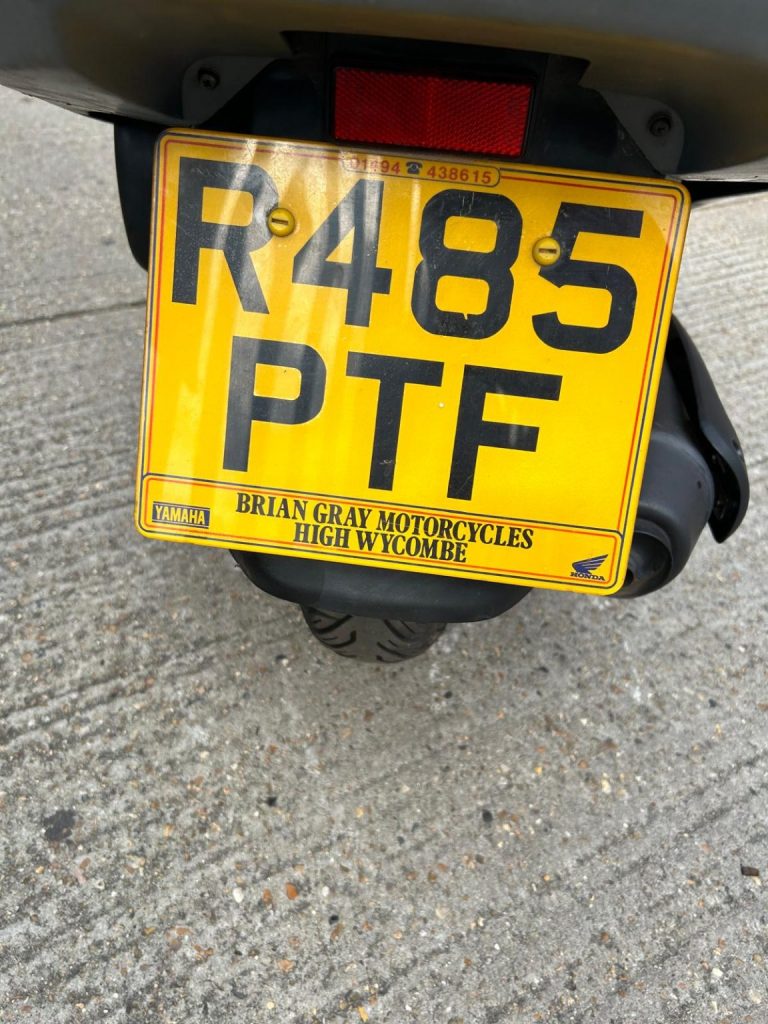 01494 ☎ 438615
R485
PTF
YAMAHA
BRIAN GRAY MOTORCYCLES
HIGH WYCOMBE
HONDA